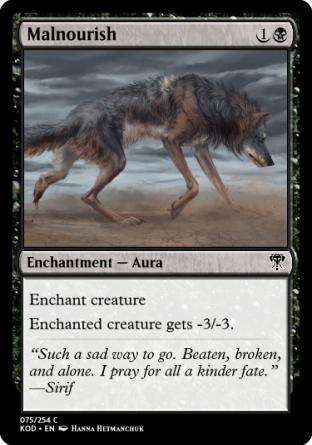 Malnourish 1
Enchantment — Aura
Enchant creature
Enchanted creature gets -3/-3.
“Such a sad way to go. Beaten, broken,
and alone. I pray for all a kinder fate.”
—Sirif
075/254 C
KOD • EN Hanna Hetmanchuk